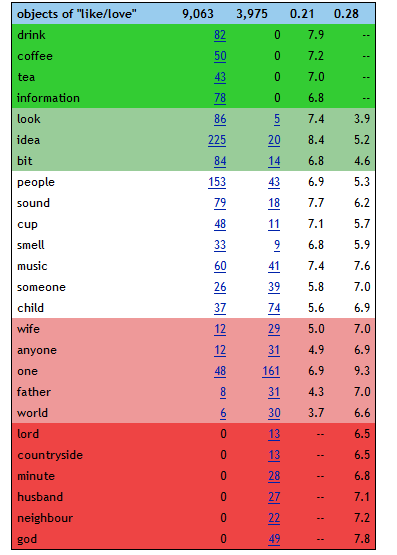 objects of "like/love" 9,063 3,975 0.21 0.28
drink 82 0 7.9 --
coffee 50 0 7.2 --
tea 43 0 7.0 --
information 78 0 6.8 --
look 86 5 7.4 3.9
idea 225 20 8.4 5.2
bit 84 14 6.8 4.6
people 153 43 6.9 5.3
sound 79 18 7.7 6.2
cup 48 11 7.1 5.7
smell 33 9 6.8 5.9
music 60 41 7.4 7.6
someone 26 39 5.8 7.0
child 37 74 5.6 6.9
wife 12 29 5.0 7.0
anyone 12 31 4.9 6.9
one 48 161 6.9 9.3
father 8 31 4.3 7.0
world 6 30 3.7 6.6
lord 0 13 -- 6.5
countryside 0 13 -- 6.5
minute 0 28 -- 6.8
husband 0 27 -- 7.1
neighbour 0 22 -- 7.2
god 0 49 -- 7.8